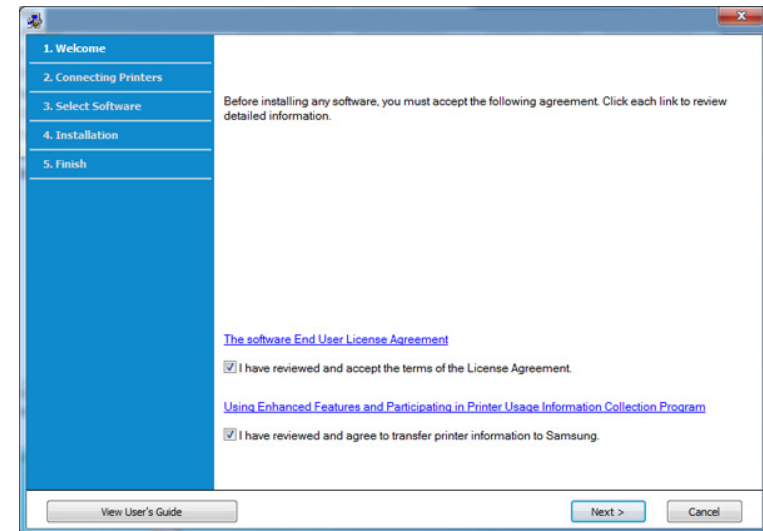 1. Welcome
2. Connecting Printers
3. Select Software
4. Installation
5. Finish
Before installing any software, you must accept the following agreement. Click each link to review
detailed information.
The software End User License Agreement
I have reviewed and accept the terms of the License Agreement.
Using Enhanced Features and Participating in Printer Usage Information Collection Program
I have reviewed and agree to transfer printer information to Samsung.
View User's Guide
Next >
Cancel